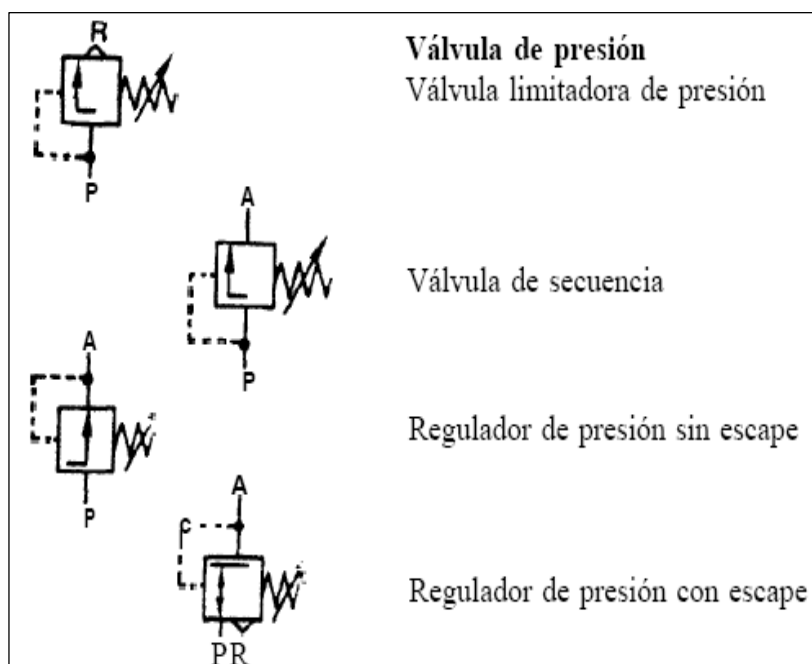 R
Válvula de presión
Válvula limitadora de presión
P
A
Válvula de secuencia
P
A
Regulador de presión sin escape
P
A
c
Regulador de presión con escape
PR